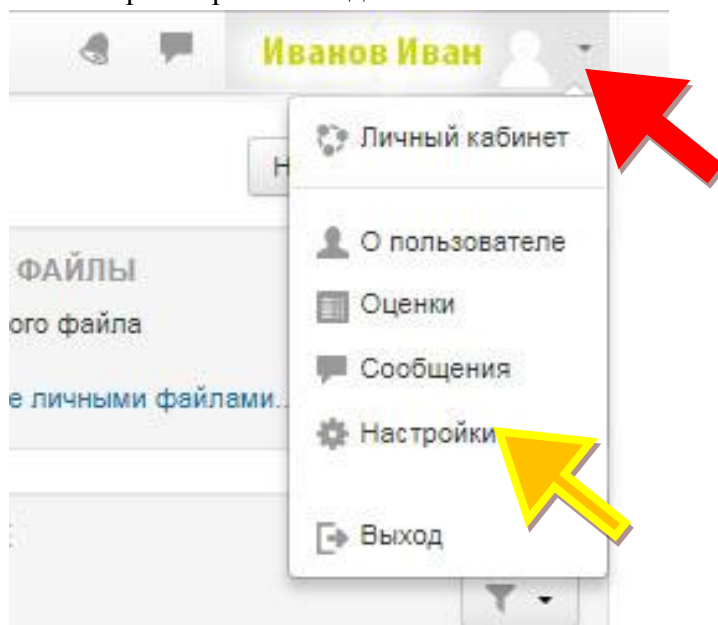 Иванов Иван
Личный кабинет
Н
О пользователе
ФАЙЛЫ
Оценки
ого файла
Сообщения
е личными файлами...
Настройки
Выход